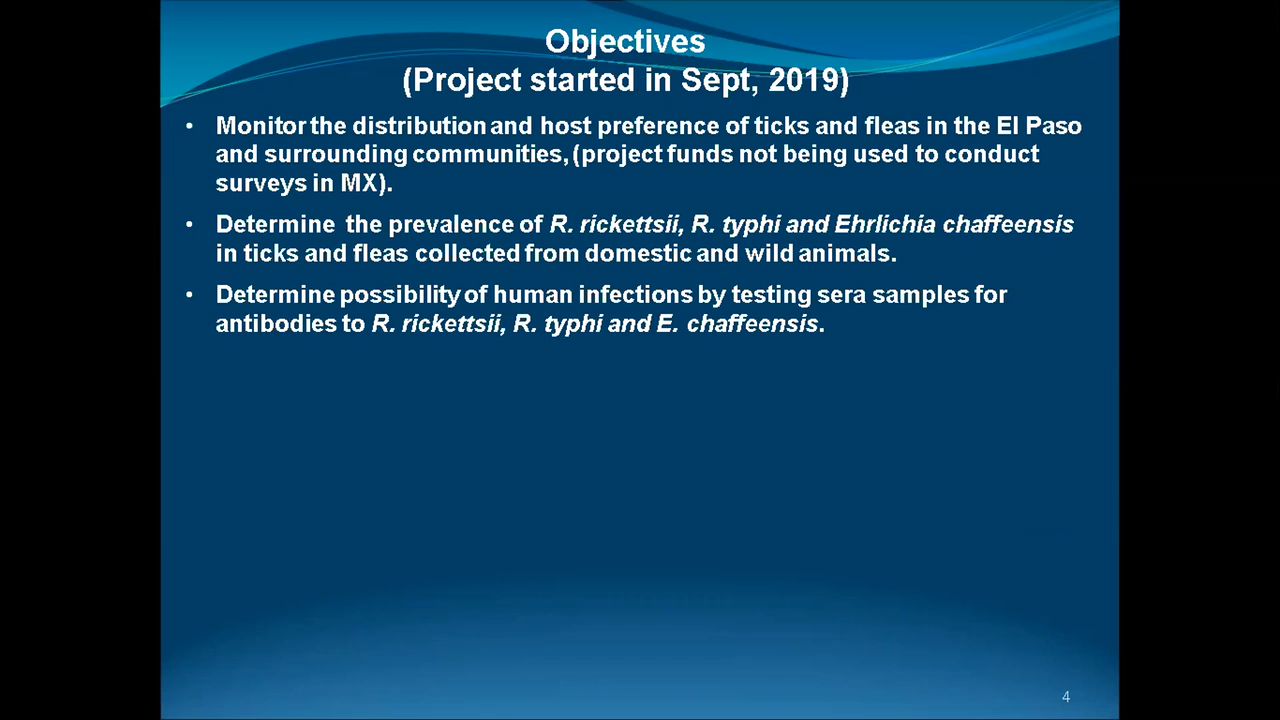 Objectives
(Project started in Sept, 2019)
• Monitor the distribution and host preference of ticks and fleas in the El Paso
and surrounding communities, (project funds not being used to conduct
surveys in MX).
• Determine the prevalence of R. rickettsii, R. typhi and Ehrlichia chaffeensis
in ticks and fleas collected from domestic and wild animals.
• Determine possibility of human infections by testing sera samples for
antibodies to R. rickettsii, R. typhi and E. chaffeensis.
4